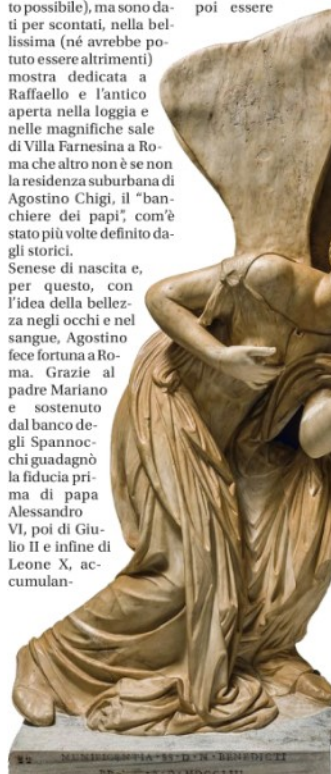 to possibile), ma sono da-
ti per scontati, nella bel-
lissima (né avrebbe po-
tuto essere altrimenti)
mostra dedicata a
Raffaello e l'antico
aperta nella loggia e
nelle magnifiche sale
di Villa Farnesina a Ro-
ma che altro non è se non
la residenza suburbana di
Agostino Chigi, il “ban-
chiere dei papi”, com'è
stato più volte definito da-
gli storici.
Senese di nascita e,
per questo, con
l'idea della bellez-
za negli occhi e nel
sangue, Agostino
fece fortuna a Ro-
ma. Grazie al
padre Mariano
e sostenuto
dal banco de-
gli Spannoc-
chi guadagnò
la fiducia pri-
ma di papa
Alessandro
VI, poi di Giu-
lio II e infine di
Leone X, ac-
cumulan-
poi essere
MUNIFICENTIA · SS · D · N · BENEDICTI